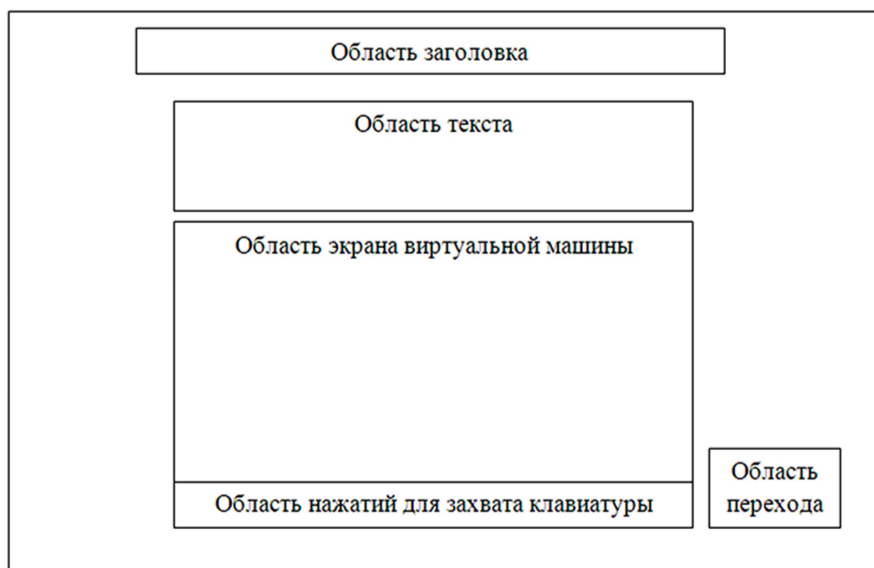 Область заголовка
Область текста
Область экрана виртуальной машины
Область нажатий для захвата клавиатуры
Область
перехода